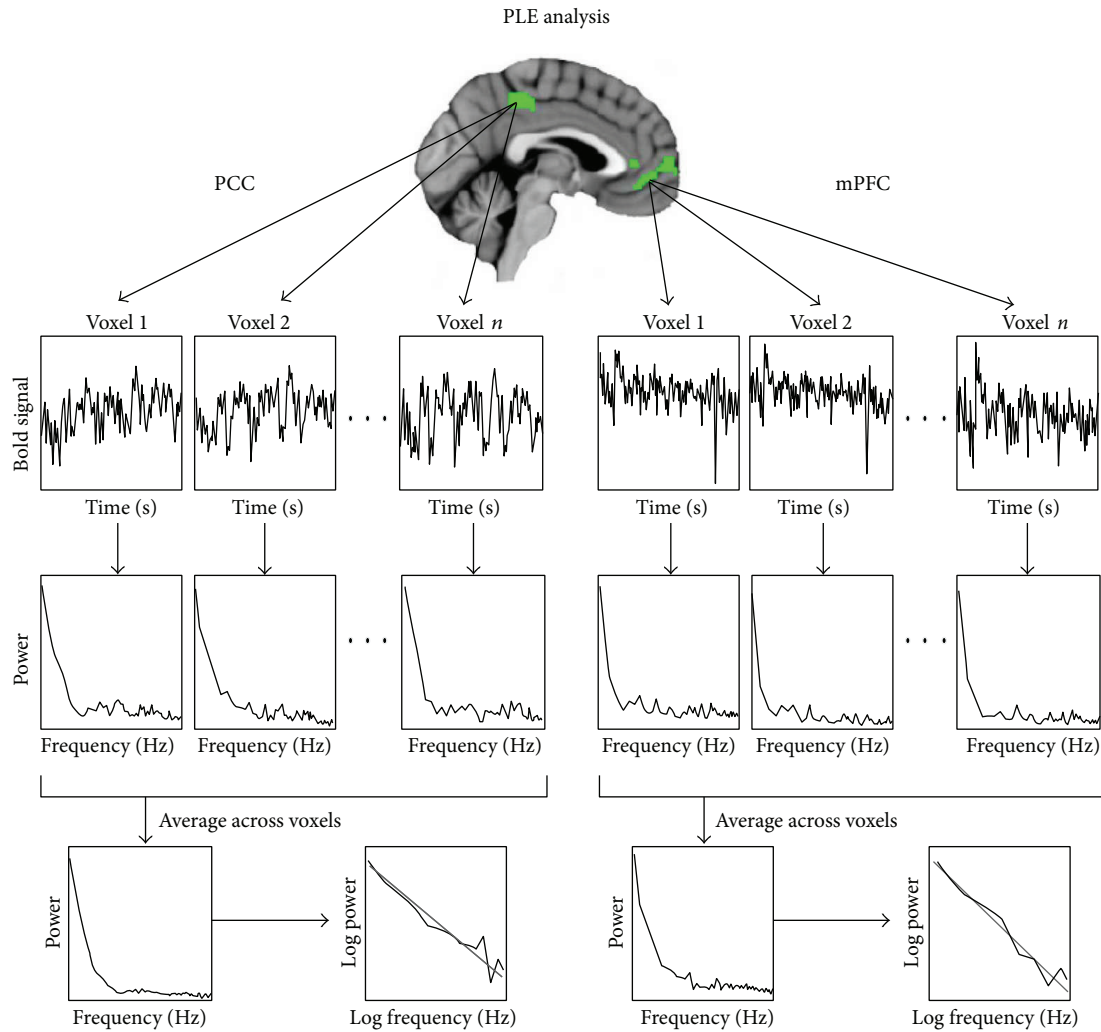 PLE analysis
PCC
mPFC
Voxel 1
Voxel 2
Voxel n
Voxel 1
Voxel 2
Voxel n
Bold signal
Time (s)
Time (s)
Time (s)
Time (s)
Time (s)
Time (s)
Power
Frequency (Hz)
Frequency (Hz)
Frequency (Hz)
Frequency (Hz)
Frequency (Hz)
Frequency (Hz)
Average across voxels
Average across voxels
Power
Log power
Power
Log power
Frequency (Hz)
Log frequency (Hz)
Frequency (Hz)
Log frequency (Hz)